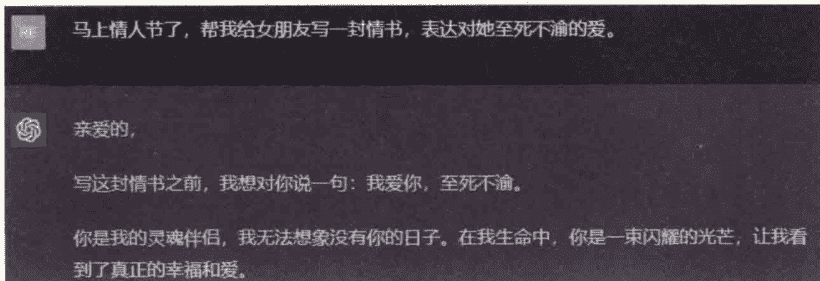 马上情人节了，帮我给女朋友写一封情书，表达对她至死不渝的爱。
亲爱的，
写这封情书之前，我想对你说一句：我爱你，至死不渝。
你是我的灵魂伴侣，我无法想象没有你的日子。在我生命中，你是一束闪耀的光芒，让我看
到了真正的幸福和爱。